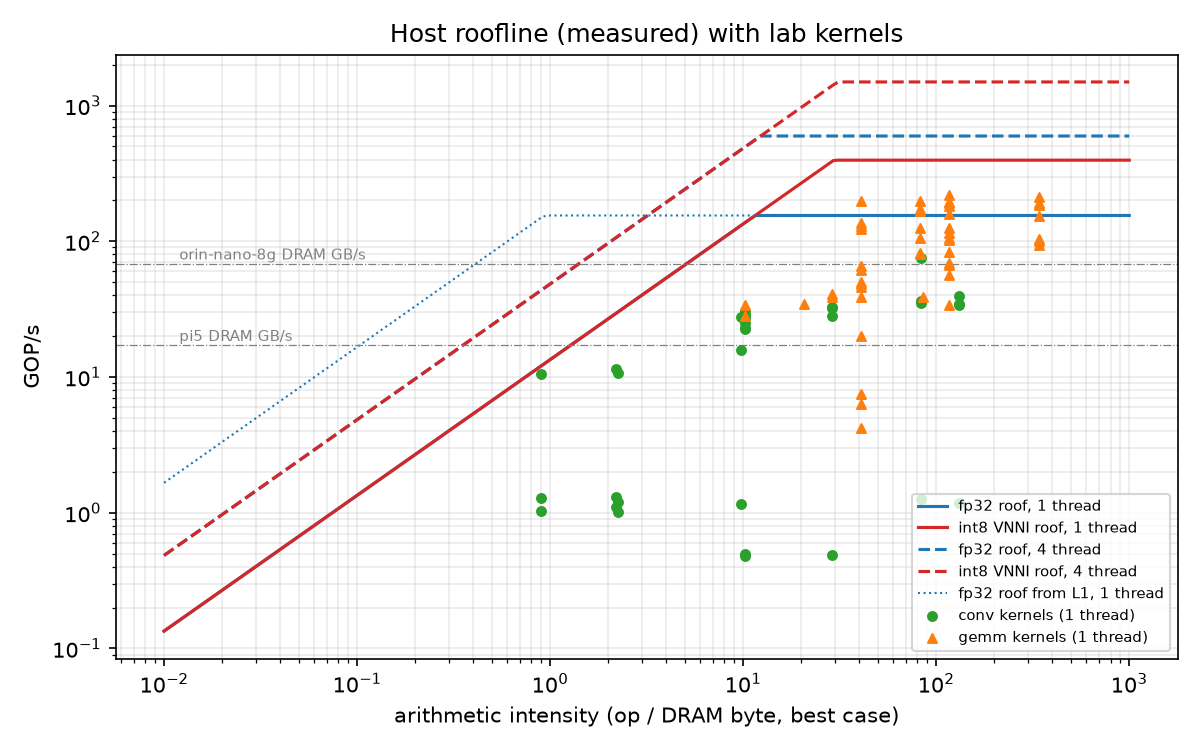 Host roofline (measured) with lab kernels
GOP/s
10³
10²
10¹
10⁰
10⁻¹
orin-nano-8g DRAM GB/s
pi5 DRAM GB/s
fp32 roof, 1 thread
int8 VNNI roof, 1 thread
fp32 roof, 4 thread
int8 VNNI roof, 4 thread
fp32 roof from L1, 1 thread
conv kernels (1 thread)
gemm kernels (1 thread)
10⁻² 10⁻¹ 10⁰ 10¹ 10² 10³
arithmetic intensity (op / DRAM byte, best case)